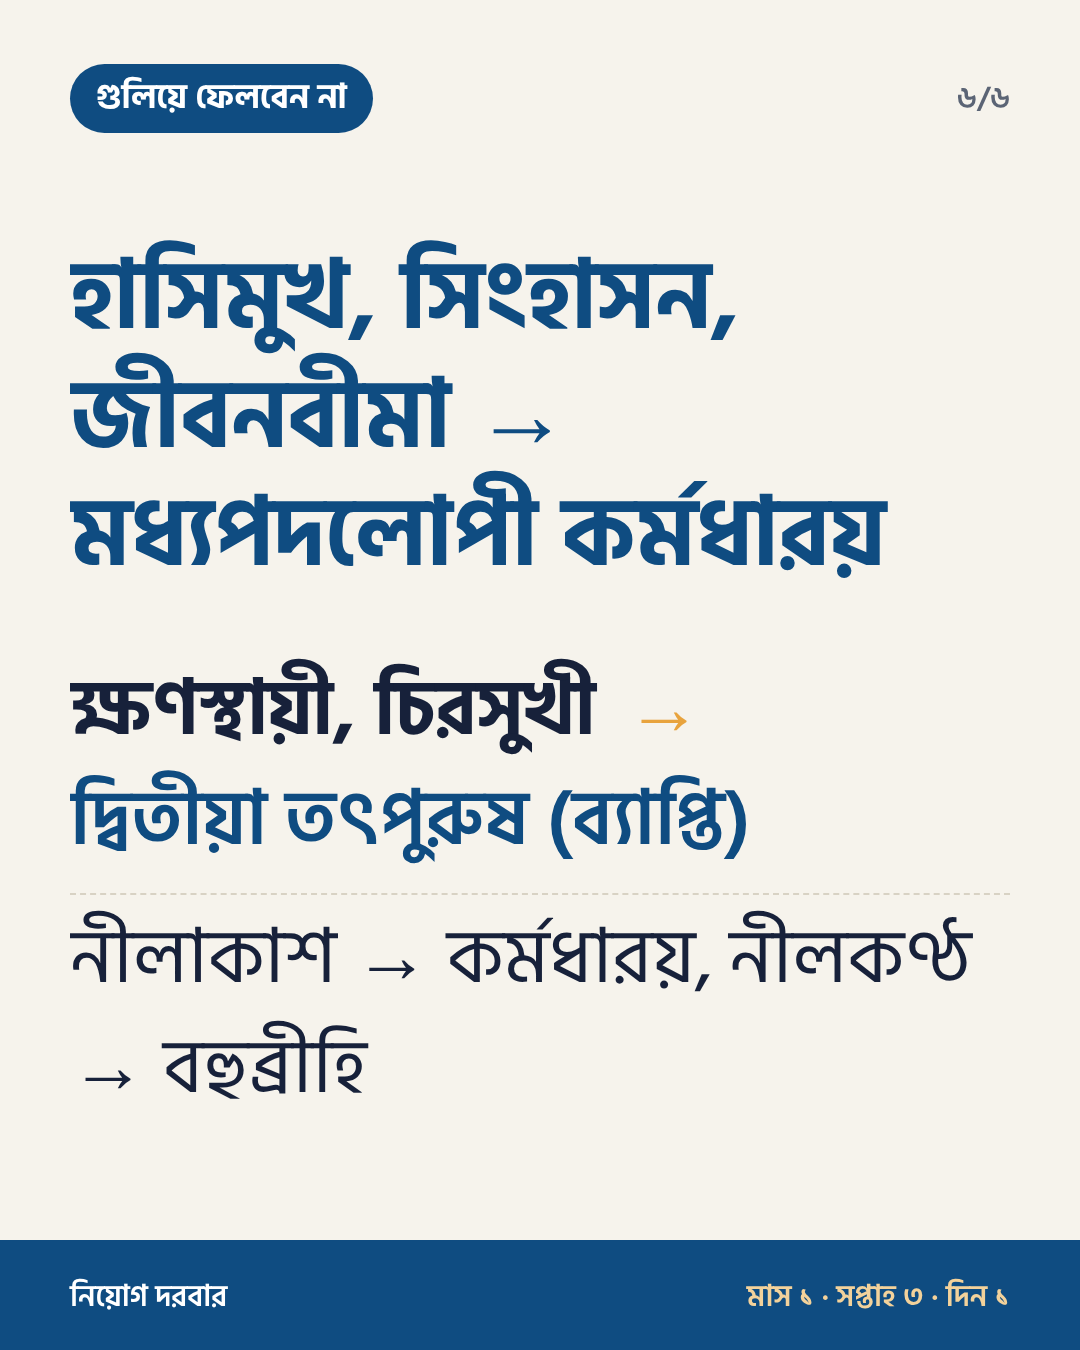 গুলিয়ে ফেলবেন না
৬/৬
হাসিমুখ, সিংহাসন,
জীবনবীমা →
মধ্যপদলোপী কর্মধারয়
ক্ষণস্থায়ী, চিরসুখী →
দ্বিতীয়া তৎপুরুষ (ব্যাপ্তি)
নীলাকাশ → কর্মধারয়, নীলকণ্ঠ
→ বহুব্রীহি
নিয়োগ দরবার
মাস ১ · সপ্তাহ ৩ · দিন ১